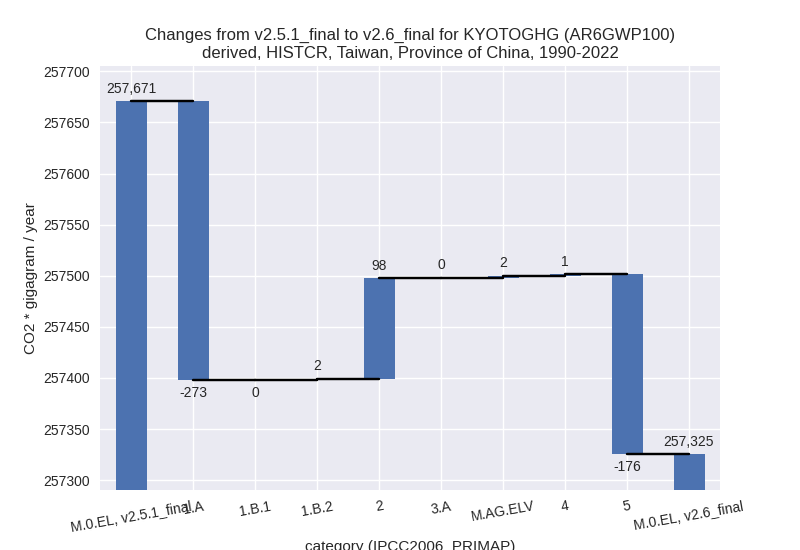 Changes from v2.5.1_final to v2.6_final for KYOTOGHG (AR6GWP100)
derived, HISTCR, Taiwan, Province of China, 1990-2022
CO2 * gigagram / year
257700
257650
257600
257550
257500
257450
257400
257350
257300
257,671
-273
0
2
98
0
2
1
-176
257,325
M.0.EL, v2.5.1_final
1.A
1.B.1
1.B.2
2
3.A
M.AG.ELV
4
5
M.0.EL, v2.6_final
category (IPCC2006_PRIMAP)